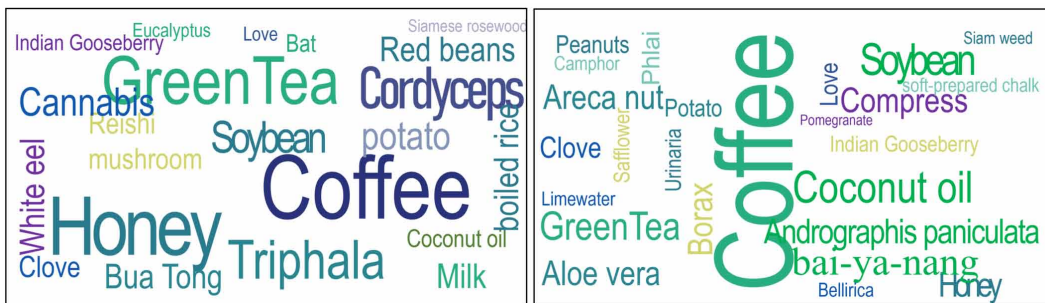 Eucalyptus
Love
Siamese rosewood
Indian Gooseberry
Bat
Red beans
GreenTea
Cordyceps
Cannabis
Reishi
mushroom
Soybean
potato
boiled rice
White eel
Coffee
Honey
Triphala
Coconut oil
Clove
Bua Tong
Milk
Peanuts
Camphor
Phlai
Siam weed
Soybean
soft-prepared chalk
Love
Compress
Areca nut
Potato
Pomegranate
Safflower
Urinaria
Indian Gooseberry
Clove
Coffee
Coconut oil
Limewater
GreenTea
Borax
Andrographis paniculata
bai-ya-nang
Aloe vera
Honey
Bellirica